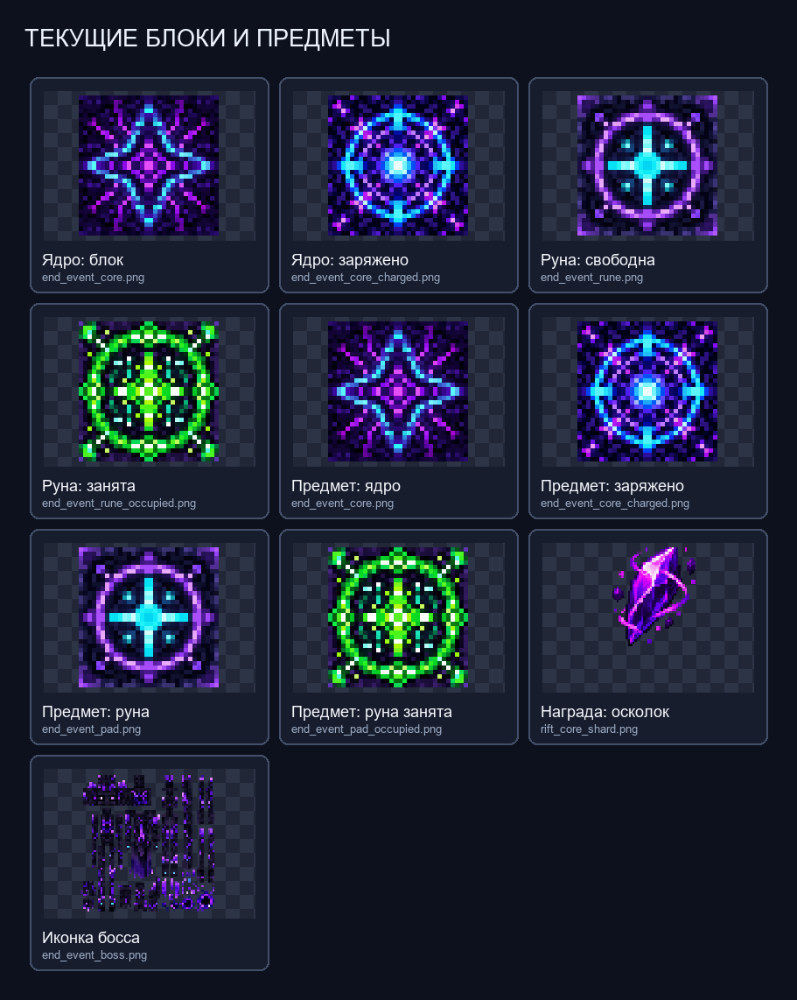 ТЕКУЩИЕ БЛОКИ И ПРЕДМЕТЫ
Ядро: блок
end_event_core.png
Ядро: заряжено
end_event_core_charged.png
Руна: свободна
end_event_rune.png
Руна: занята
end_event_rune_occupied.png
Предмет: ядро
end_event_core.png
Предмет: заряжено
end_event_core_charged.png
Предмет: руна
end_event_pad.png
Предмет: руна занята
end_event_pad_occupied.png
Награда: осколок
rift_core_shard.png
Иконка босса
end_event_boss.png